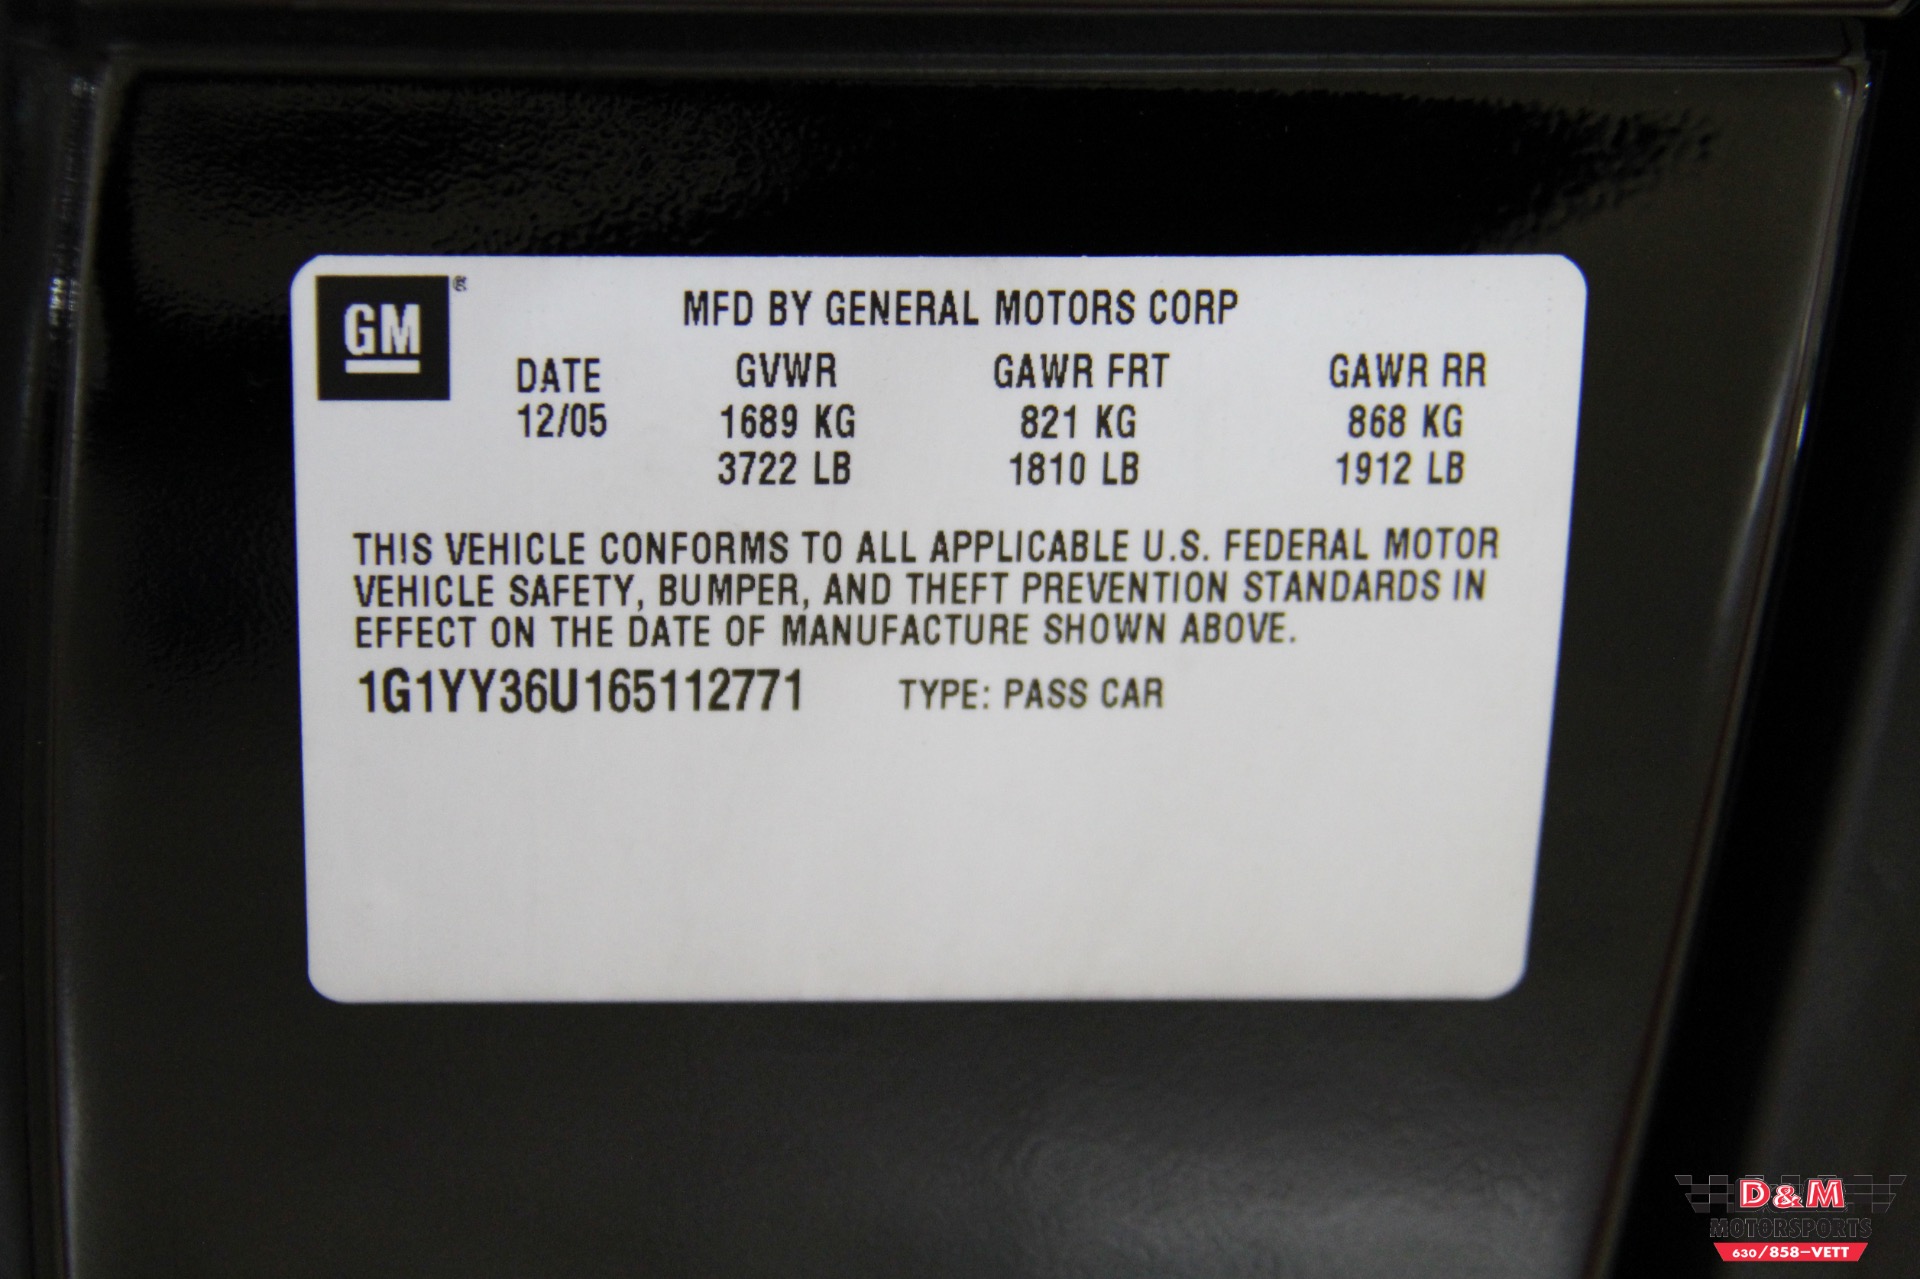 GM®
MFD BY GENERAL MOTORS CORP
DATE GVWR GAWR FRT GAWR RR
12/05 1689 KG 821 KG 868 KG
3722 LB 1810 LB 1912 LB
THIS VEHICLE CONFORMS TO ALL APPLICABLE U.S. FEDERAL MOTOR
VEHICLE SAFETY, BUMPER, AND THEFT PREVENTION STANDARDS IN
EFFECT ON THE DATE OF MANUFACTURE SHOWN ABOVE.
1G1YY36U165112771 TYPE: PASS CAR
D&M
MOTORSPORTS
630/858-VETT